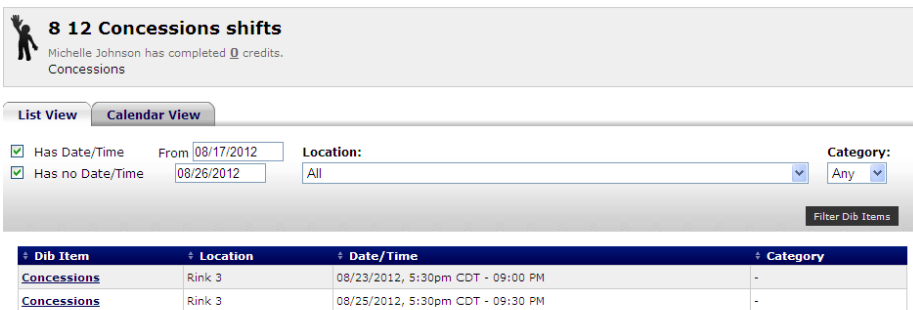 8 12 Concessions shifts
Michelle Johnson has completed 0 credits.
Concessions
List View Calendar View
Has Date/Time From 08/17/2012 Location: Category:
Has no Date/Time 08/26/2012 All Any
Filter Dib Items
Dib Item Location Date/Time Category
Concessions Rink 3 08/23/2012, 5:30pm CDT - 09:00 PM -
Concessions Rink 3 08/25/2012, 5:30pm CDT - 09:30 PM -